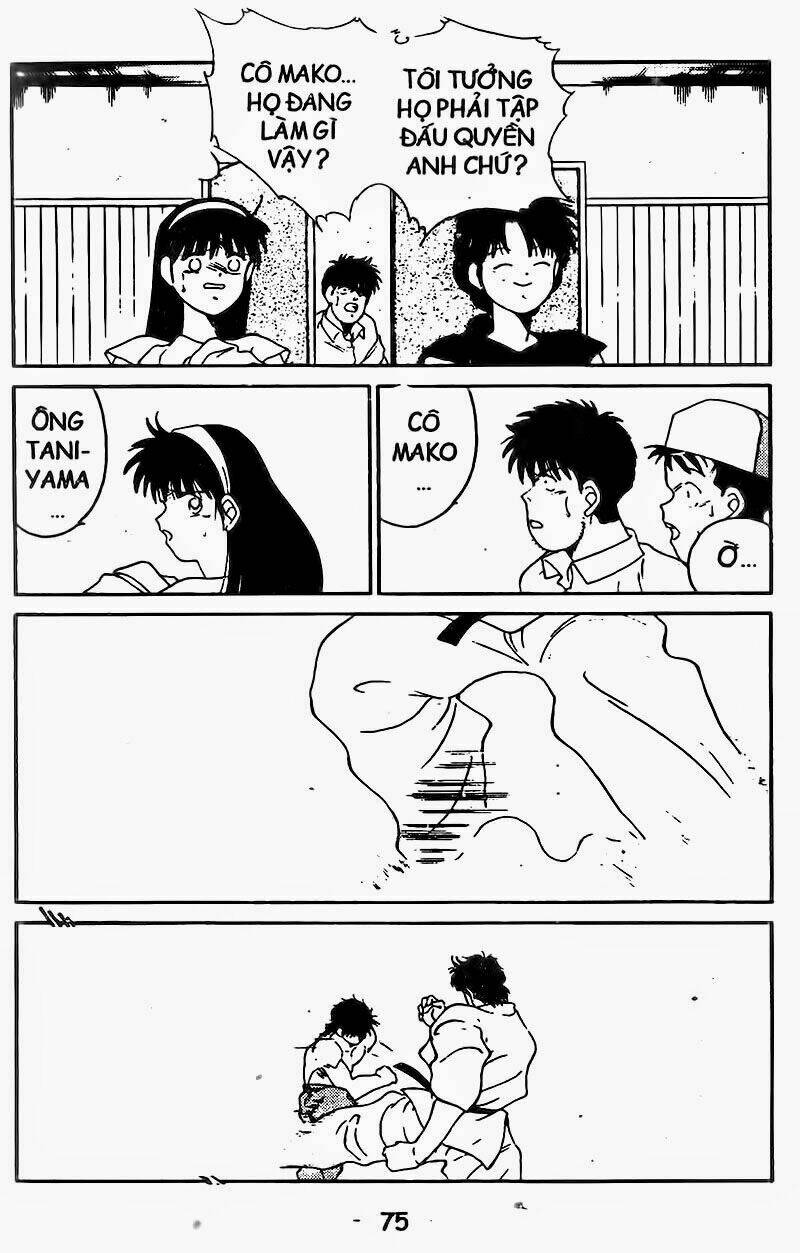 CÔ MAKO...
HỌ ĐANG
LÀM GÌ
VẬY?
TÔI TƯỞNG
HỌ PHẢI TẬP
ĐẤU QUYỀN
ANH CHỨ?
ÔNG
TANI-
YAMA
...
CÔ
MAKO
...
Ờ...
- 75 -